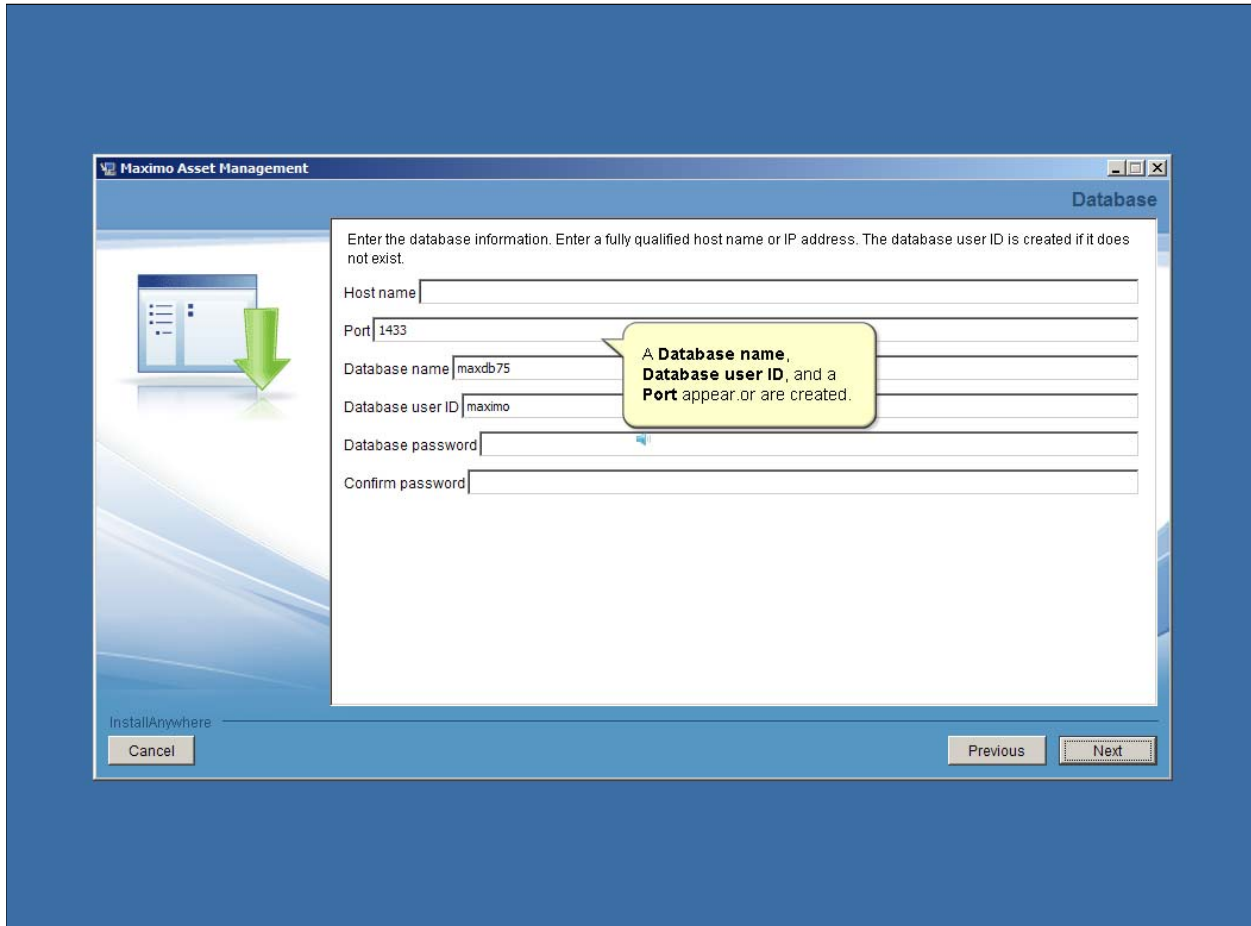 Maximo Asset Management
Database
Enter the database information. Enter a fully qualified host name or IP address. The database user ID is created if it does
not exist.
Host name
Port 1433
Database name maxdb75
Database user ID maximo
A Database name,
Database user ID, and a
Port appear.or are created.
Database password
Confirm password
InstallAnywhere
Cancel
Previous
Next